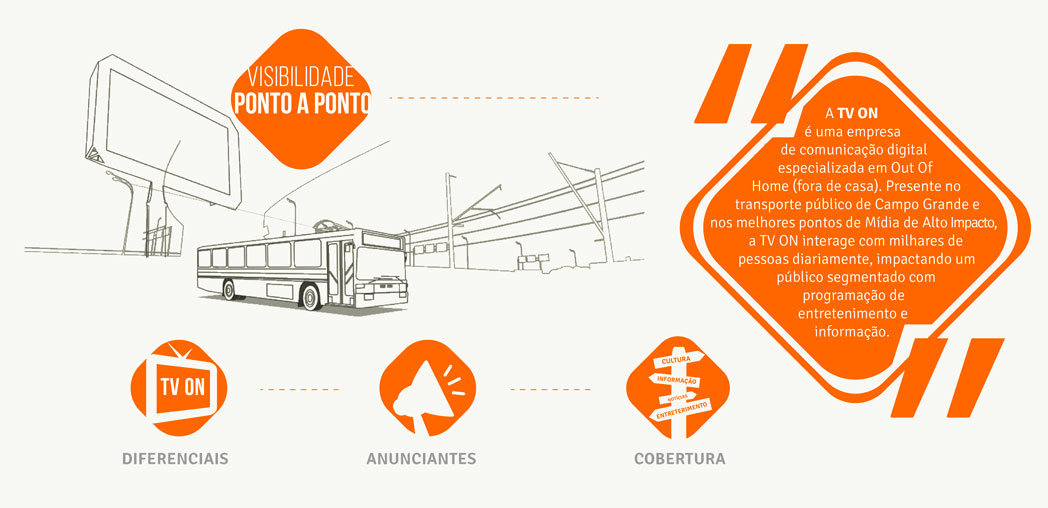 VISIBILIDADE
PONTO A PONTO
A TV ON
é uma empresa
de comunicação digital
especializada em Out Of
Home (fora de casa). Presente no
transporte público de Campo Grande e
nos melhores pontos de Mídia de Alto Impacto,
a TV ON interage com milhares de
pessoas diariamente, impactando um
público segmentado com
programação de
entretenimento e
informação.
TV ON
CULTURA
INFORMAÇÃO
NOTÍCIAS
ENTRETERIMENTO
DIFERENCIAIS
ANUNCIANTES
COBERTURA